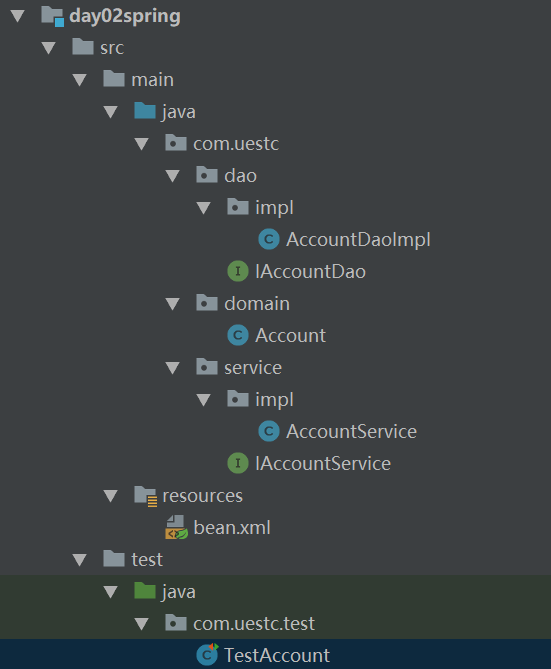 day02spring
src
main
java
com.uestc
dao
impl
AccountDaoImpl
IAccountDao
domain
Account
service
impl
AccountService
IAccountService
resources
bean.xml
test
java
com.uestc.test
TestAccount